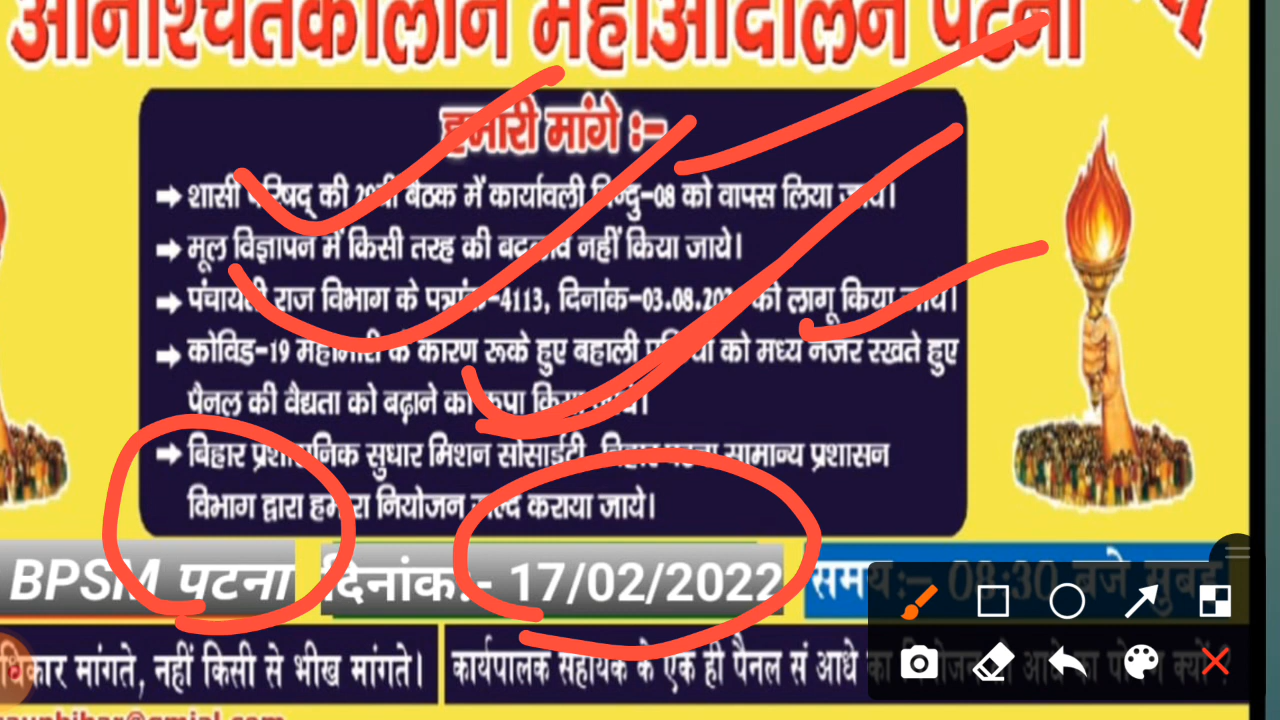 अनिश्चितकालीन महाआंदोलन पटना
हमारी मांगे :–
➡ शासी परिषद् की 29वी बैठक में कार्यावली बिन्दु-08 को वापस लिया जाये।
➡ मूल विज्ञापन में किसी तरह की बदलाव नहीं किया जाये।
➡ पंचायती राज विभाग के पत्रांक-4113, दिनांक-03.08. को लागू किया जाये।
➡ कोविड-19 महामारी के कारण रूके हुए बहाली को मध्य नजर रखते हुए
पैनल की वैद्यता को बढ़ाने का कृपा किया जाये।
➡ बिहार प्रशासनिक सुधार मिशन सोसाईटी, बिहार पटना सामान्य प्रशासन
विभाग द्वारा हमारा नियोजन जल्द कराया जाये।
BPSM पटना दिनांक:- 17/02/2022 समय:– 08:30 बजे सुबह
मांगते, नहीं किसी से भीख मांगते। कार्यपालक सहायक के एक ही पैनल सं आधे का